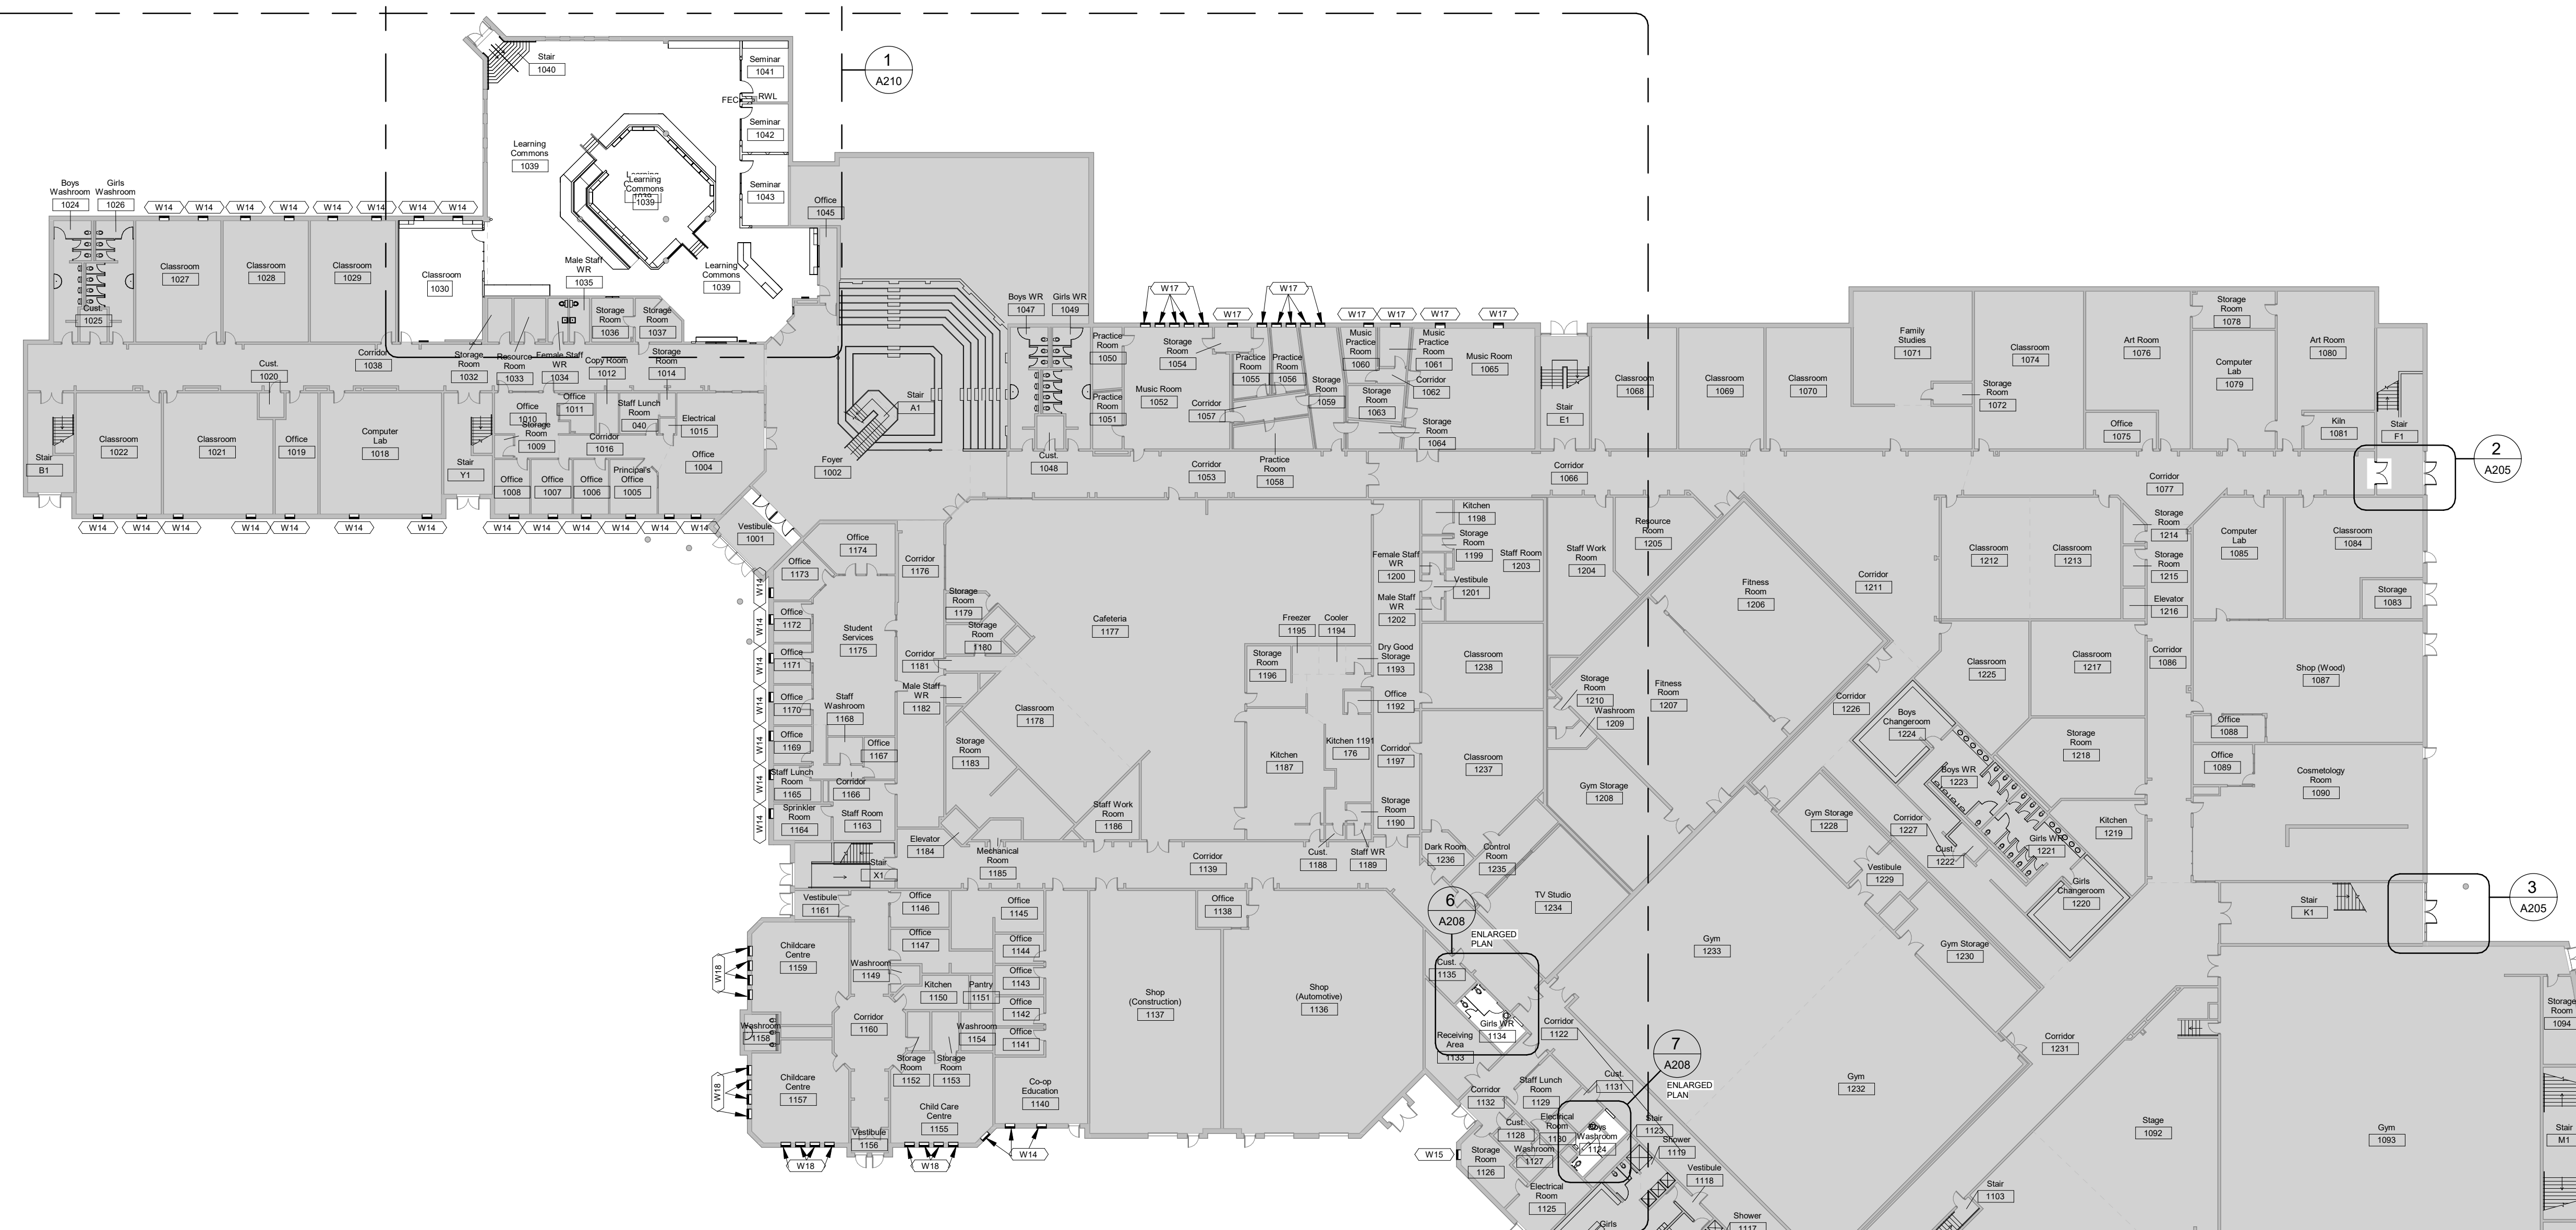 Stair
1040
Seminar
1041
FEC
RWL
Seminar
1042
Learning
Commons
1039
Learning
Commons
1039
Seminar
1043
Learning
Commons
1039
1
A210
Office
1045
Boys
Washroom
1024
Girls
Washroom
1026
W14
W14
W14
W14
W14
W14
W14
W14
Cust.
1025
Classroom
1027
Classroom
1028
Classroom
1029
Classroom
1030
Male Staff
WR
1035
Storage
Room
1036
Storage
Room
1037
Corridor
1038
Cust.
1020
Storage
Room
1032
Resource
Room
1033
Female Staff
WR
1034
Copy Room
1012
Storage
Room
1014
Stair
B1
Classroom
1022
Classroom
1021
Office
1019
Computer
Lab
1018
Stair
Y1
Office
1010
Office
1011
Storage
Room
1009
Staff Lunch
Room
040
Corridor
1016
Electrical
1015
Office
1004
Office
1008
Office
1007
Office
1006
Principal's
Office
1005
W14
W14
W14
W14
W14
W14
W14
W14
W14
W14
W14
W14
W14
Stair
A1
Foyer
1002
Vestibule
1001
Boys WR
1047
Girls WR
1049
Cust.
1048
W17
W17
W17
W17
W17
W17
W17
Practice
Room
1050
Practice
Room
1051
Storage
Room
1054
Music Room
1052
Practice
Room
1055
Practice
Room
1056
Corridor
1057
Storage
Room
1059
Music
Practice
Room
1060
Music
Practice
Room
1061
Corridor
1062
Storage
Room
1063
Storage
Room
1064
Music Room
1065
Practice
Room
1058
Corridor
1053
Stair
E1
Corridor
1066
Classroom
1068
Classroom
1069
Classroom
1070
Family
Studies
1071
Storage
Room
1072
Classroom
1074
Office
1075
Art Room
1076
Storage
Room
1078
Computer
Lab
1079
Art Room
1080
Kiln
1081
Stair
F1
2
A205
Corridor
1077
Office
1174
Office
1173
Corridor
1176
W14
W14
W14
W14
W14
W14
W14
Office
1172
Office
1171
Office
1170
Office
1169
Student
Services
1175
Staff
Washroom
1168
Office
1167
Corridor
1166
Staff Lunch
Room
1165
Sprinkler
Room
1164
Staff Room
1163
Storage
Room
1179
Storage
Room
1180
Corridor
1181
Male Staff
WR
1182
Storage
Room
1183
Elevator
1184
Mechanical
Room
1185
Cafeteria
1177
Classroom
1178
Staff Work
Room
1186
Freezer
1195
Cooler
1194
Storage
Room
1196
Dry Good
Storage
1193
Office
1192
Kitchen
1187
Kitchen 1191
176
Corridor
1197
Storage
Room
1190
Cust.
1188
Staff WR
1189
Kitchen
1198
Storage
Room
1199
Female Staff
WR
1200
Vestibule
1201
Male Staff
WR
1202
Staff Room
1203
Classroom
1238
Classroom
1237
Staff Work
Room
1204
Resource
Room
1205
Fitness
Room
1206
Fitness
Room
1207
Storage
Room
1210
Washroom
1209
Gym Storage
1208
Dark Room
1236
Control
Room
1235
TV Studio
1234
Corridor
1211
Classroom
1212
Classroom
1213
Storage
Room
1214
Storage
Room
1215
Elevator
1216
Computer
Lab
1085
Classroom
1084
Storage
1083
Corridor
1086
Classroom
1225
Classroom
1217
Storage
Room
1218
Kitchen
1219
Corridor
1226
Boys
Changeroom
1224
Boys WR
1223
Corridor
1227
Cust.
1222
Girls WR
1221
Girls
Changeroom
1220
Gym Storage
1228
Vestibule
1229
Gym Storage
1230
Shop (Wood)
1087
Office
1088
Office
1089
Cosmetology
Room
1090
Stair
K1
3
A205
Stair
X1
Corridor
1139
Vestibule
1161
Office
1146
Office
1147
Office
1145
Office
1144
Office
1143
Office
1142
Office
1141
Washroom
1149
Kitchen
1150
Pantry
1151
Childcare
Centre
1159
W18
Washroom
1158
Corridor
1160
Washroom
1154
Storage
Room
1152
Storage
Room
1153
W18
Childcare
Centre
1157
Child Care
Centre
1155
Vestibule
1156
W18
W18
W14
Co-op
Education
1140
Office
1138
Shop
(Construction)
1137
Shop
(Automotive)
1136
6
A208
ENLARGED
PLAN
Cust.
1135
Girls WR
1134
Receiving
Area
1133
Corridor
1122
7
A208
ENLARGED
PLAN
Gym
1233
Gym
1232
Corridor
1231
Storage
Room
1094
Stair
M1
Stage
1092
Gym
1093
Stair
1103
Corridor
1132
Staff Lunch
Room
1129
Cust.
1131
Cust.
1128
Electrical
Room
1130
Boys
Washroom
1124
Stair
1123
Shower
1119
Vestibule
1118
Shower
1117
W15
Storage
Room
1126
Washroom
1127
Electrical
Room
1125
Girls